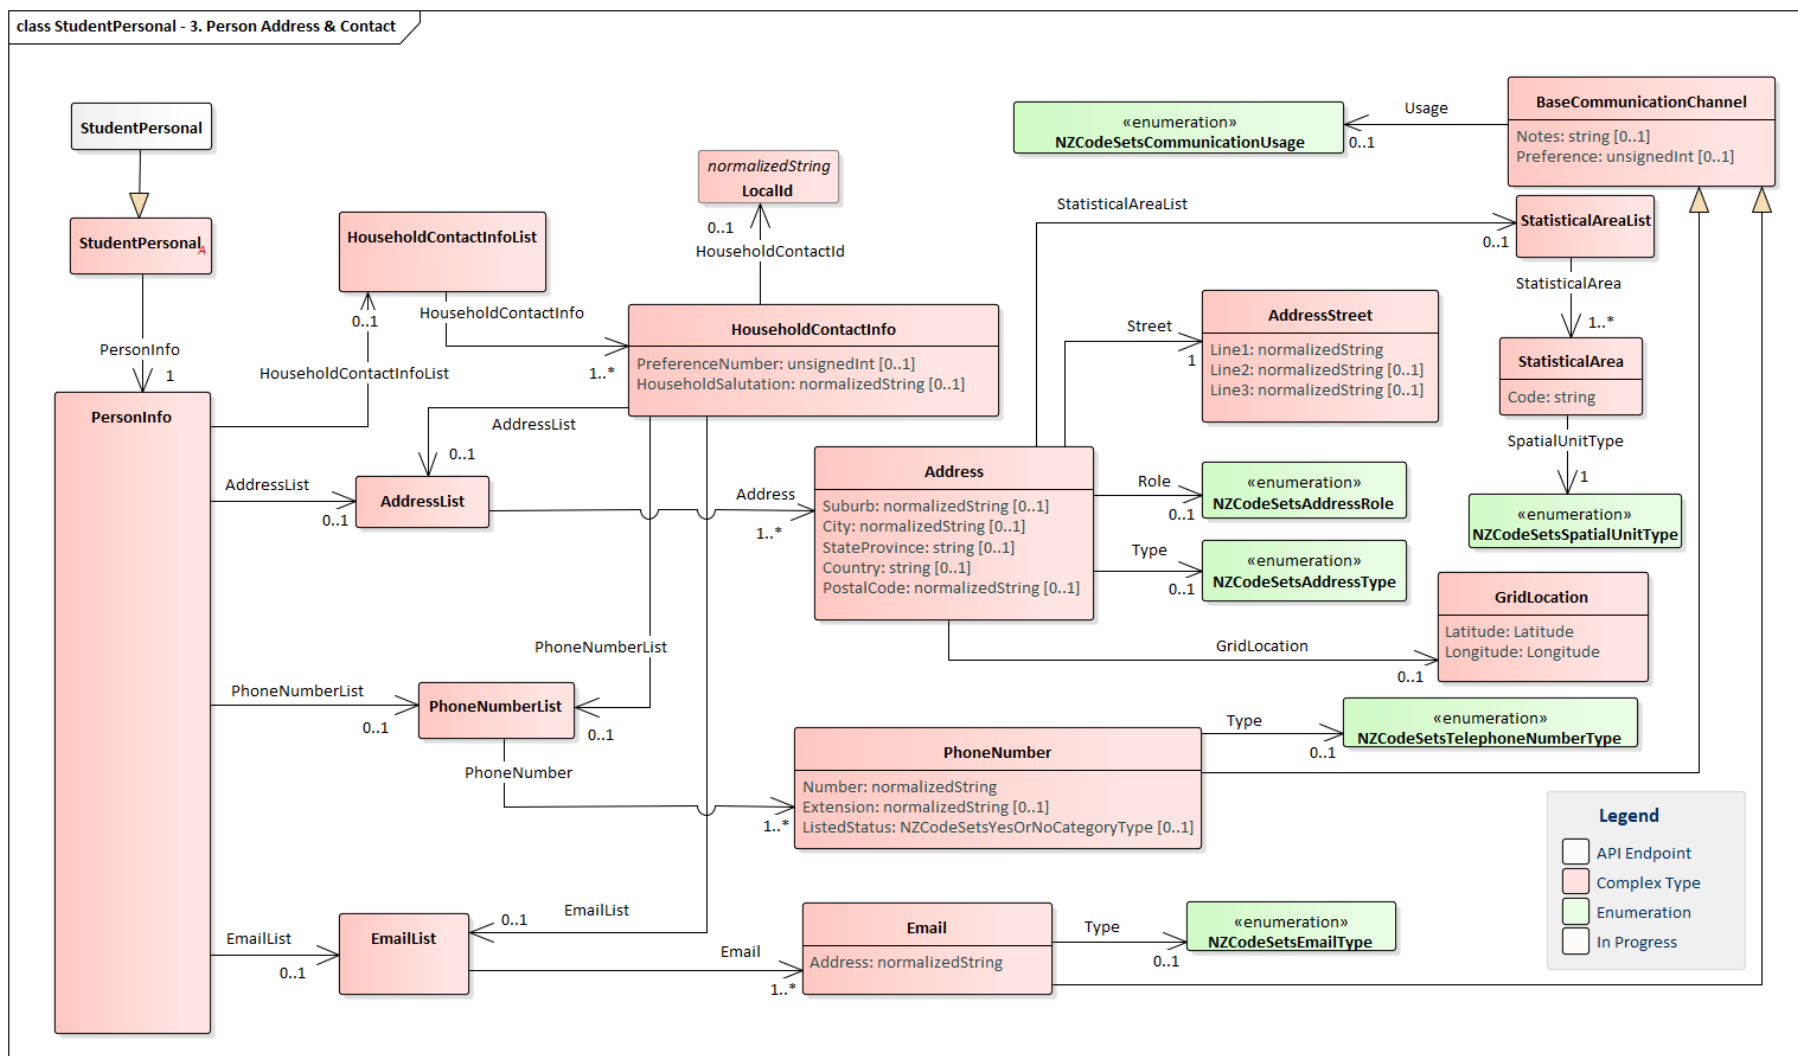 class StudentPersonal - 3. Person Address & Contact
StudentPersonal
StudentPersonal
A
PersonInfo
1
PersonInfo
HouseholdContactInfoList
0..1
HouseholdContactInfoList
HouseholdContactInfo
1..*
normalizedString
LocalId
0..1
HouseholdContactId
HouseholdContactInfo
PreferenceNumber: unsignedInt [0..1]
HouseholdSalutation: normalizedString [0..1]
AddressList
0..1
AddressList
0..1
AddressList
Address
1..*
Address
Suburb: normalizedString [0..1]
City: normalizedString [0..1]
StateProvince: string [0..1]
Country: string [0..1]
PostalCode: normalizedString [0..1]
«enumeration»
NZCodeSetsCommunicationUsage
Usage
0..1
BaseCommunicationChannel
Notes: string [0..1]
Preference: unsignedInt [0..1]
StatisticalAreaList
0..1
StatisticalAreaList
StatisticalArea
1..*
StatisticalArea
Code: string
SpatialUnitType
1
«enumeration»
NZCodeSetsSpatialUnitType
Street
1
AddressStreet
Line1: normalizedString
Line2: normalizedString [0..1]
Line3: normalizedString [0..1]
Role
0..1
«enumeration»
NZCodeSetsAddressRole
Type
0..1
«enumeration»
NZCodeSetsAddressType
GridLocation
0..1
GridLocation
Latitude: Latitude
Longitude: Longitude
PhoneNumberList
0..1
PhoneNumberList
0..1
PhoneNumberList
PhoneNumber
1..*
PhoneNumber
Number: normalizedString
Extension: normalizedString [0..1]
ListedStatus: NZCodeSetsYesOrNoCategoryType [0..1]
Type
0..1
«enumeration»
NZCodeSetsTelephoneNumberType
EmailList
0..1
EmailList
0..1
EmailList
Email
1..*
Email
Address: normalizedString
Type
0..1
«enumeration»
NZCodeSetsEmailType
Legend
API Endpoint
Complex Type
Enumeration
In Progress